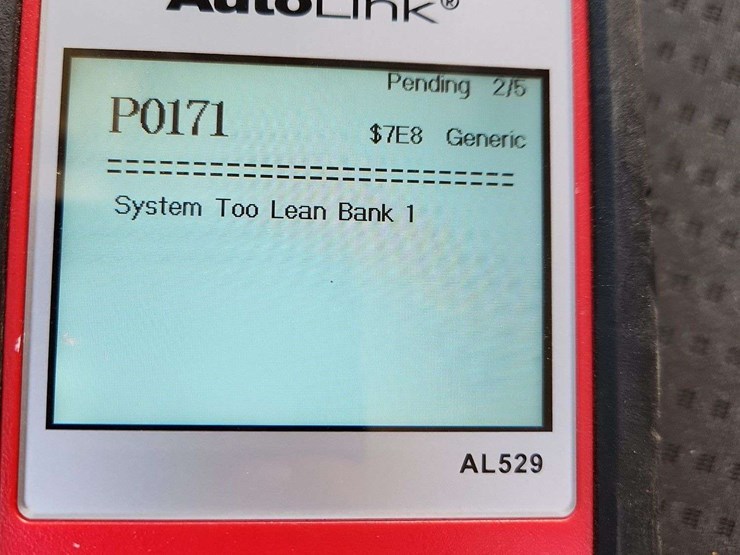 AutoLink®
Pending 2/5
P0171
$7E8 Generic
System Too Lean Bank 1
AL529